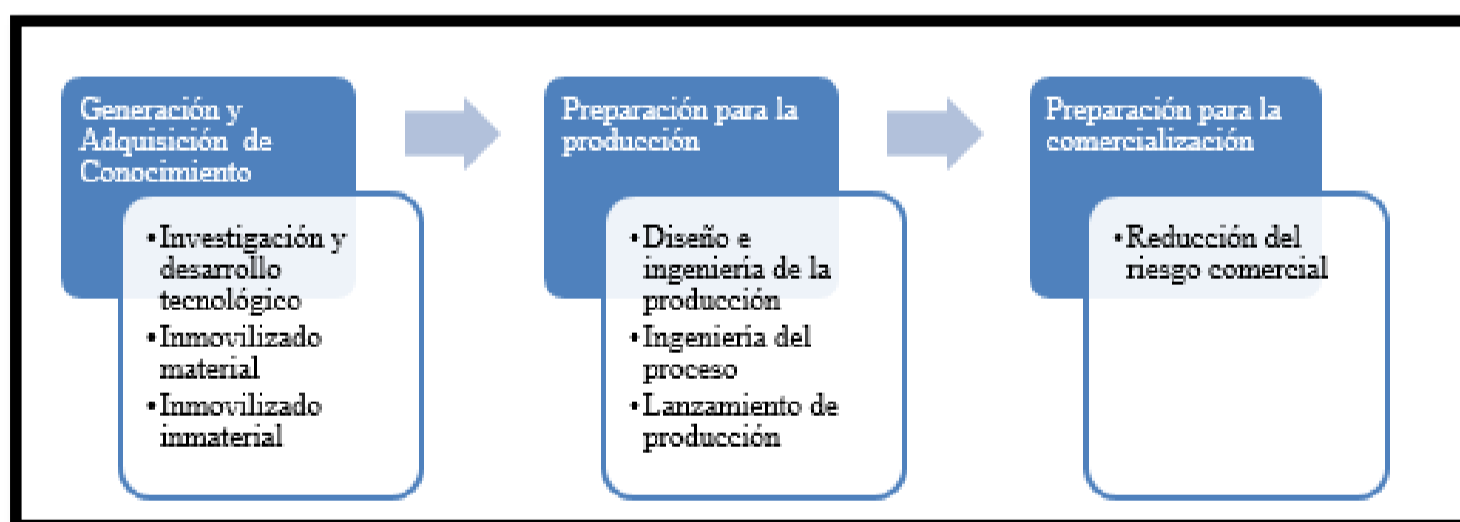 Generación y
Adquisición de
Conocimiento
•Investigación y
desarrollo
tecnológico
•Inmovilizado
material
•Inmovilizado
inmaterial
Preparación para la
producción
•Diseño e
ingeniería de la
producción
•Ingeniería del
proceso
•Lanzamiento de
producción
Preparación para la
comercialización
•Reducción del
riesgo comercial